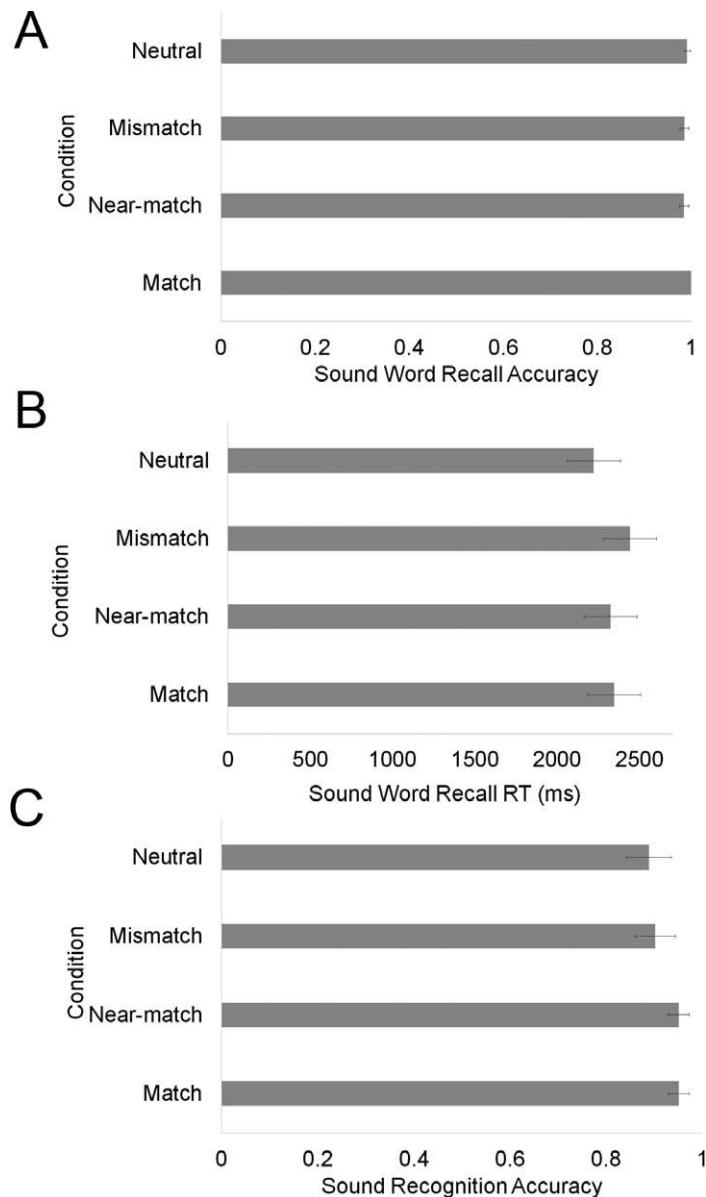 A
Condition
Neutral
Mismatch
Near-match
Match
0 0.2 0.4 0.6 0.8 1
Sound Word Recall Accuracy
B
Condition
Neutral
Mismatch
Near-match
Match
0 500 1000 1500 2000 2500
Sound Word Recall RT (ms)
C
Condition
Neutral
Mismatch
Near-match
Match
0 0.2 0.4 0.6 0.8 1
Sound Recognition Accuracy